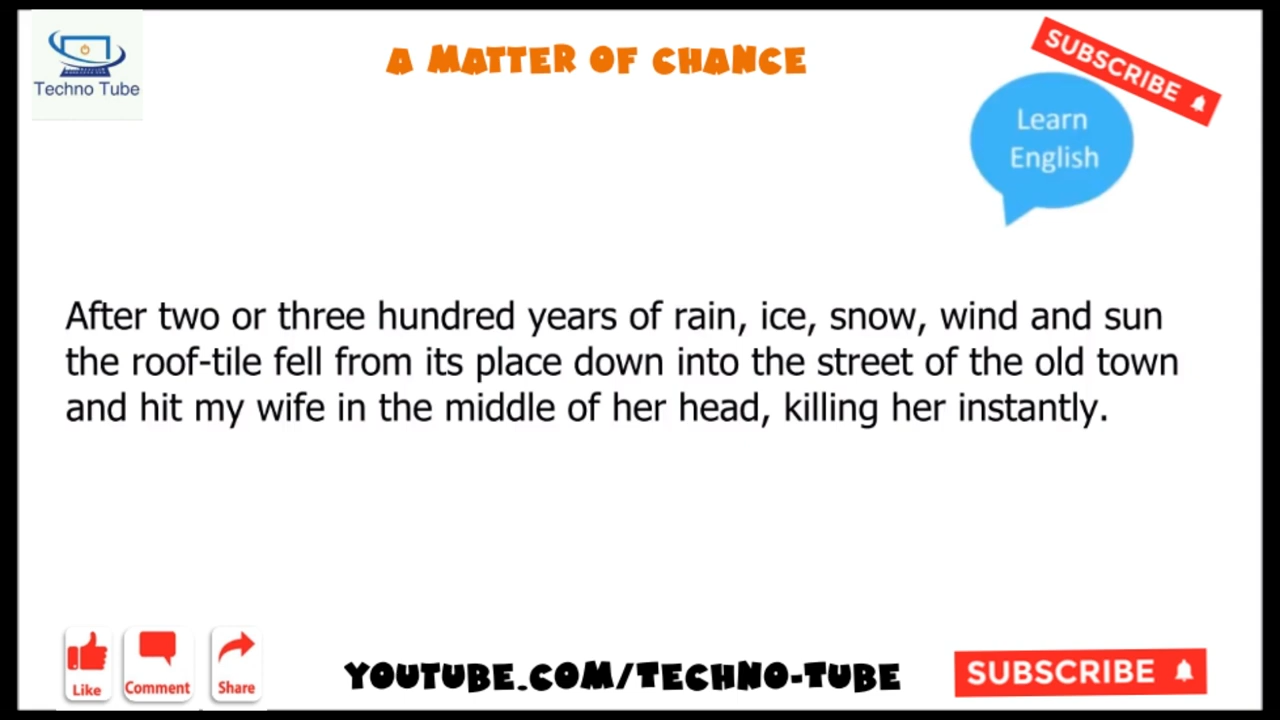 Techno Tube
A MATTER OF CHANCE
SUBSCRIBE
Learn
English
After two or three hundred years of rain, ice, snow, wind and sun
the roof-tile fell from its place down into the street of the old town
and hit my wife in the middle of her head, killing her instantly.
Like
Comment
Share
YOUTUBE.COM/TECHNO-TUBE
SUBSCRIBE